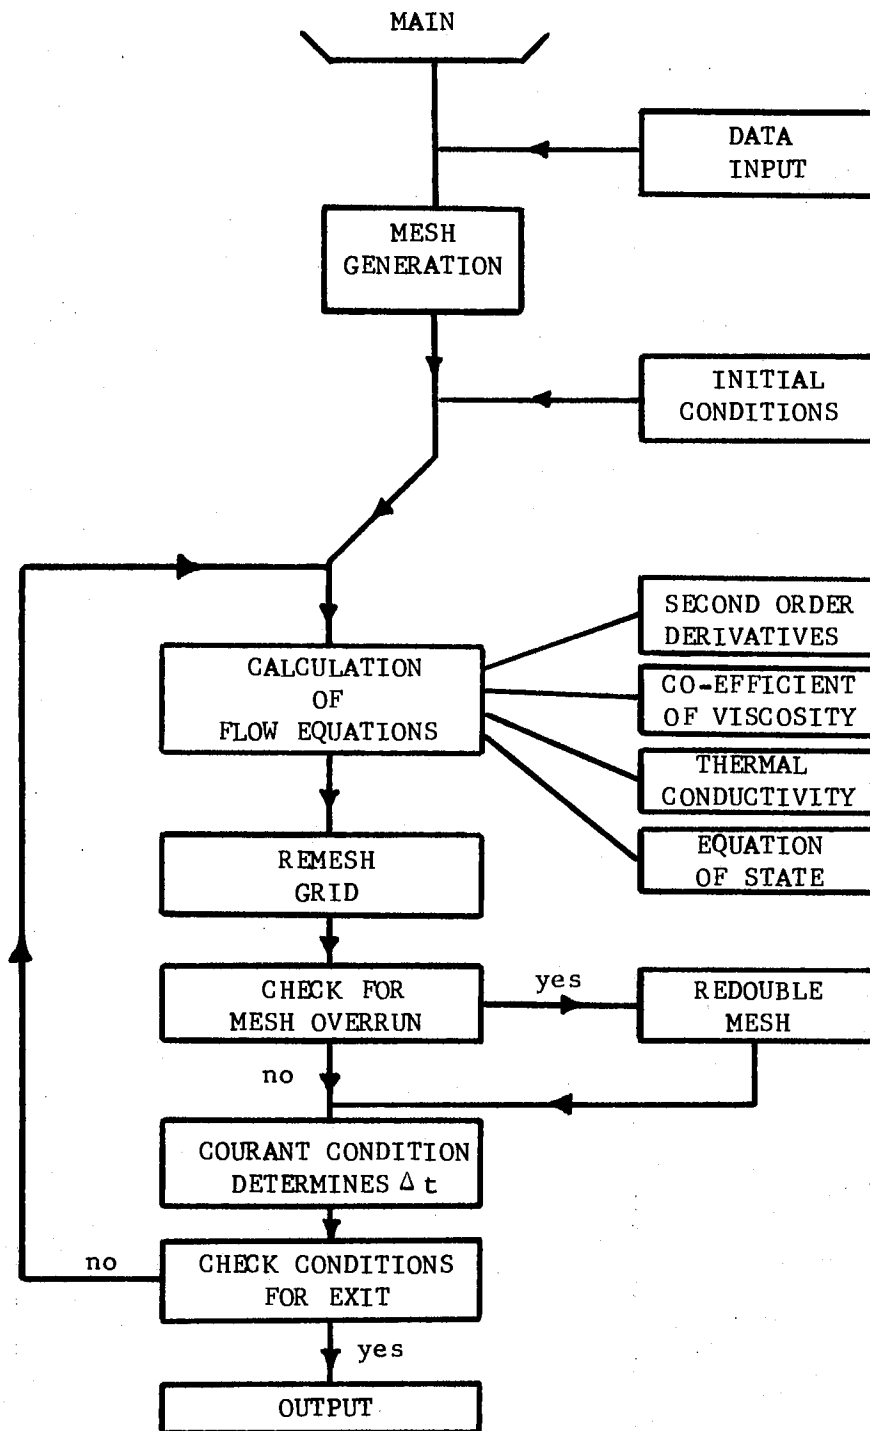 MAIN
DATA
INPUT
MESH
GENERATION
INITIAL
CONDITIONS
SECOND ORDER
DERIVATIVES
CALCULATION
OF
FLOW EQUATIONS
CO-EFFICIENT
OF VISCOSITY
THERMAL
CONDUCTIVITY
EQUATION
OF STATE
REMESH
GRID
CHECK FOR
MESH OVERRUN
yes
REDOUBLE
MESH
no
COURANT CONDITION
DETERMINES Δt
CHECK CONDITIONS
FOR EXIT
no
yes
OUTPUT